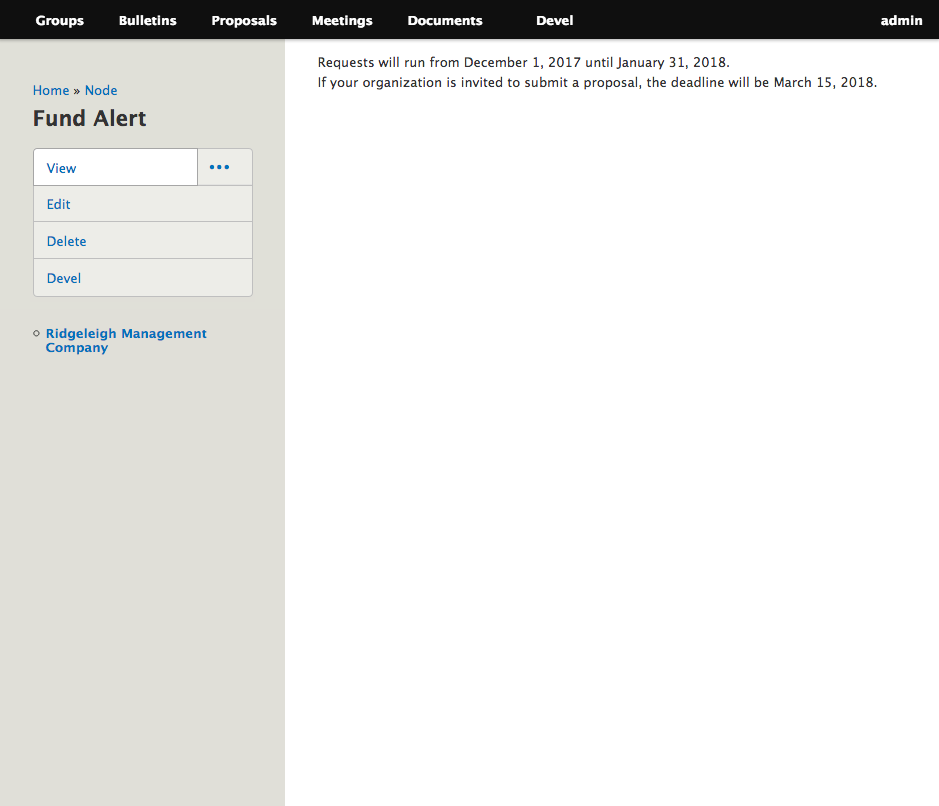 Groups Bulletins Proposals Meetings Documents Devel admin
Home » Node
Fund Alert
View •••
Edit
Delete
Devel
Ridgeleigh Management
Company
Requests will run from December 1, 2017 until January 31, 2018.
If your organization is invited to submit a proposal, the deadline will be March 15, 2018.